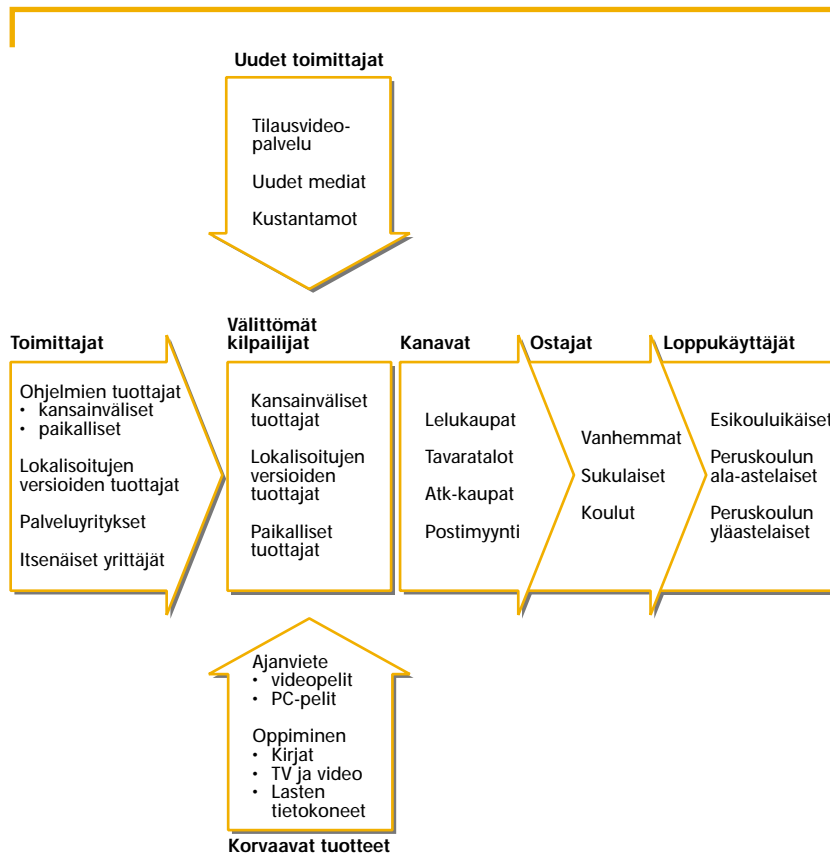 Uudet toimittajat
Tilausvideo-
palvelu
Uudet mediat
Kustantamot
Toimittajat
Ohjelmien tuottajat
• kansainväliset
• paikalliset
Lokalisoitujen
versioiden tuottajat
Palveluyritykset
Itsenäiset yrittäjät
Välittömät
kilpailijat
Kansainväliset
tuottajat
Lokalisoitujen
versioiden
tuottajat
Paikalliset
tuottajat
Kanavat
Lelukaupat
Tavaratalot
Atk-kaupat
Postimyynti
Ostajat
Vanhemmat
Sukulaiset
Koulut
Loppukäyttäjät
Esikouluikäiset
Peruskoulun
ala-astelaiset
Peruskoulun
yläastelaiset
Ajanviete
• videopelit
• PC-pelit
Oppiminen
• Kirjat
• TV ja video
• Lasten
tietokoneet
Korvaavat tuotteet